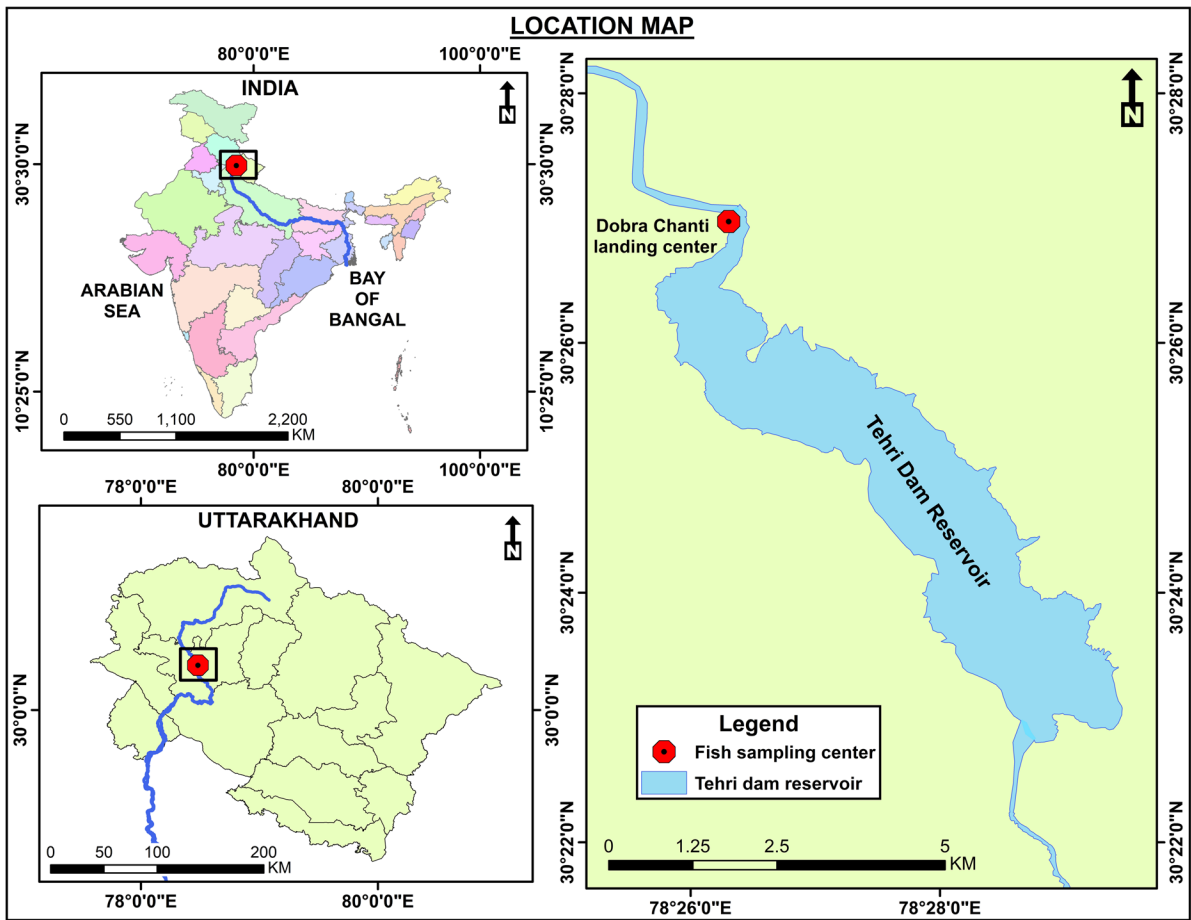 LOCATION MAP
80°0'0"E
100°0'0"E
INDIA
N
30°30'0"N
30°30'0"N
10°25'0"N
10°25'0"N
ARABIAN
SEA
BAY
OF
BANGAL
0
550
1,100
2,200
KM
80°0'0"E
100°0'0"E
78°0'0"E
80°0'0"E
UTTARAKHAND
N
30°0'0"N
30°0'0"N
0
50
100
200
KM
78°0'0"E
80°0'0"E
N
30°28'0"N
30°28'0"N
Dobra Chanti
landing center
30°26'0"N
30°26'0"N
Tehri Dam Reservoir
30°24'0"N
30°24'0"N
Legend
Fish sampling center
Tehri dam reservoir
30°22'0"N
30°22'0"N
0
1.25
2.5
5
KM
78°26'0"E
78°28'0"E